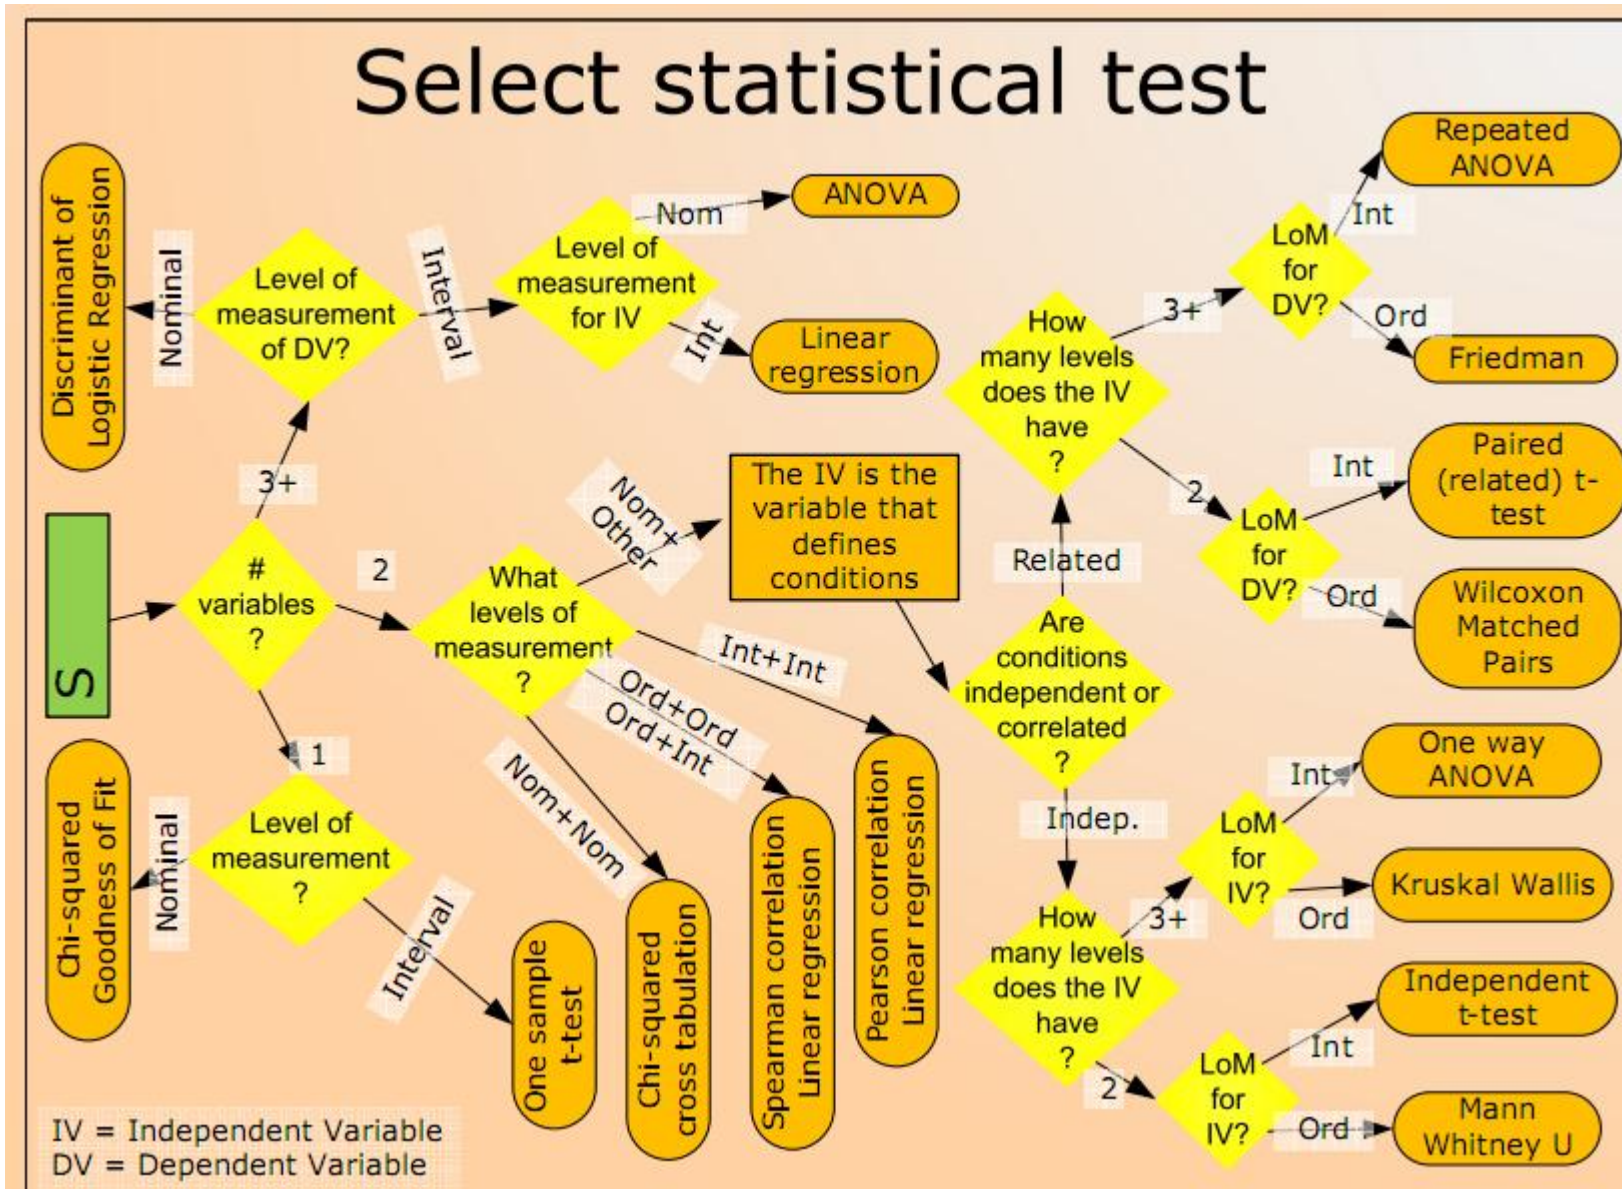 Select statistical test
Discriminant of
Logistic Regression
Nominal
Level of
measurement
of DV?
Interval
Level of
measurement
for IV
Nom
ANOVA
Int
Linear
regression
3+
S
#
variables
?
2
1
What
levels of
measurement
?
Nom+
Other
The IV is the
variable that
defines
conditions
Int+Int
Ord+Ord
Ord+Int
Nom+Nom
Chi-squared
Goodness of Fit
Nominal
Level of
measurement
?
Interval
One sample
t-test
Chi-squared
cross tabulation
Spearman correlation
Linear regression
Pearson correlation
Linear regression
Are
conditions
independent or
correlated
?
Related
How
many levels
does the IV
have
?
3+
LoM
for
DV?
Int
Repeated
ANOVA
Ord
Friedman
2
LoM
for
DV?
Int
Paired
(related) t-
test
Ord
Wilcoxon
Matched
Pairs
Indep.
How
many levels
does the IV
have
?
3+
LoM
for
IV?
Int
One way
ANOVA
Ord
Kruskal Wallis
2
LoM
for
IV?
Int
Independent
t-test
Ord
Mann
Whitney U
IV = Independent Variable
DV = Dependent Variable